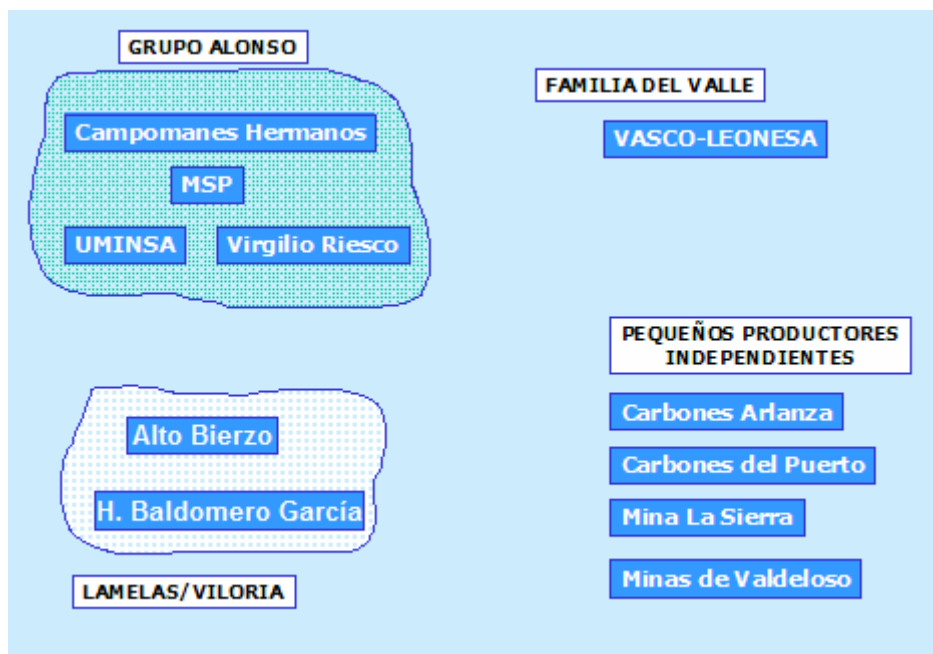 GRUPO ALONSO
Campomanes Hermanos
MSP
UMINSA
Virgilio Riesco
FAMILIA DEL VALLE
VASCO-LEONESA
Alto Bierzo
H. Baldomero García
LAMELAS/VILORIA
PEQUEÑOS PRODUCTORES
INDEPENDIENTES
Carbones Arlanza
Carbones del Puerto
Mina La Sierra
Minas de Valdeloso